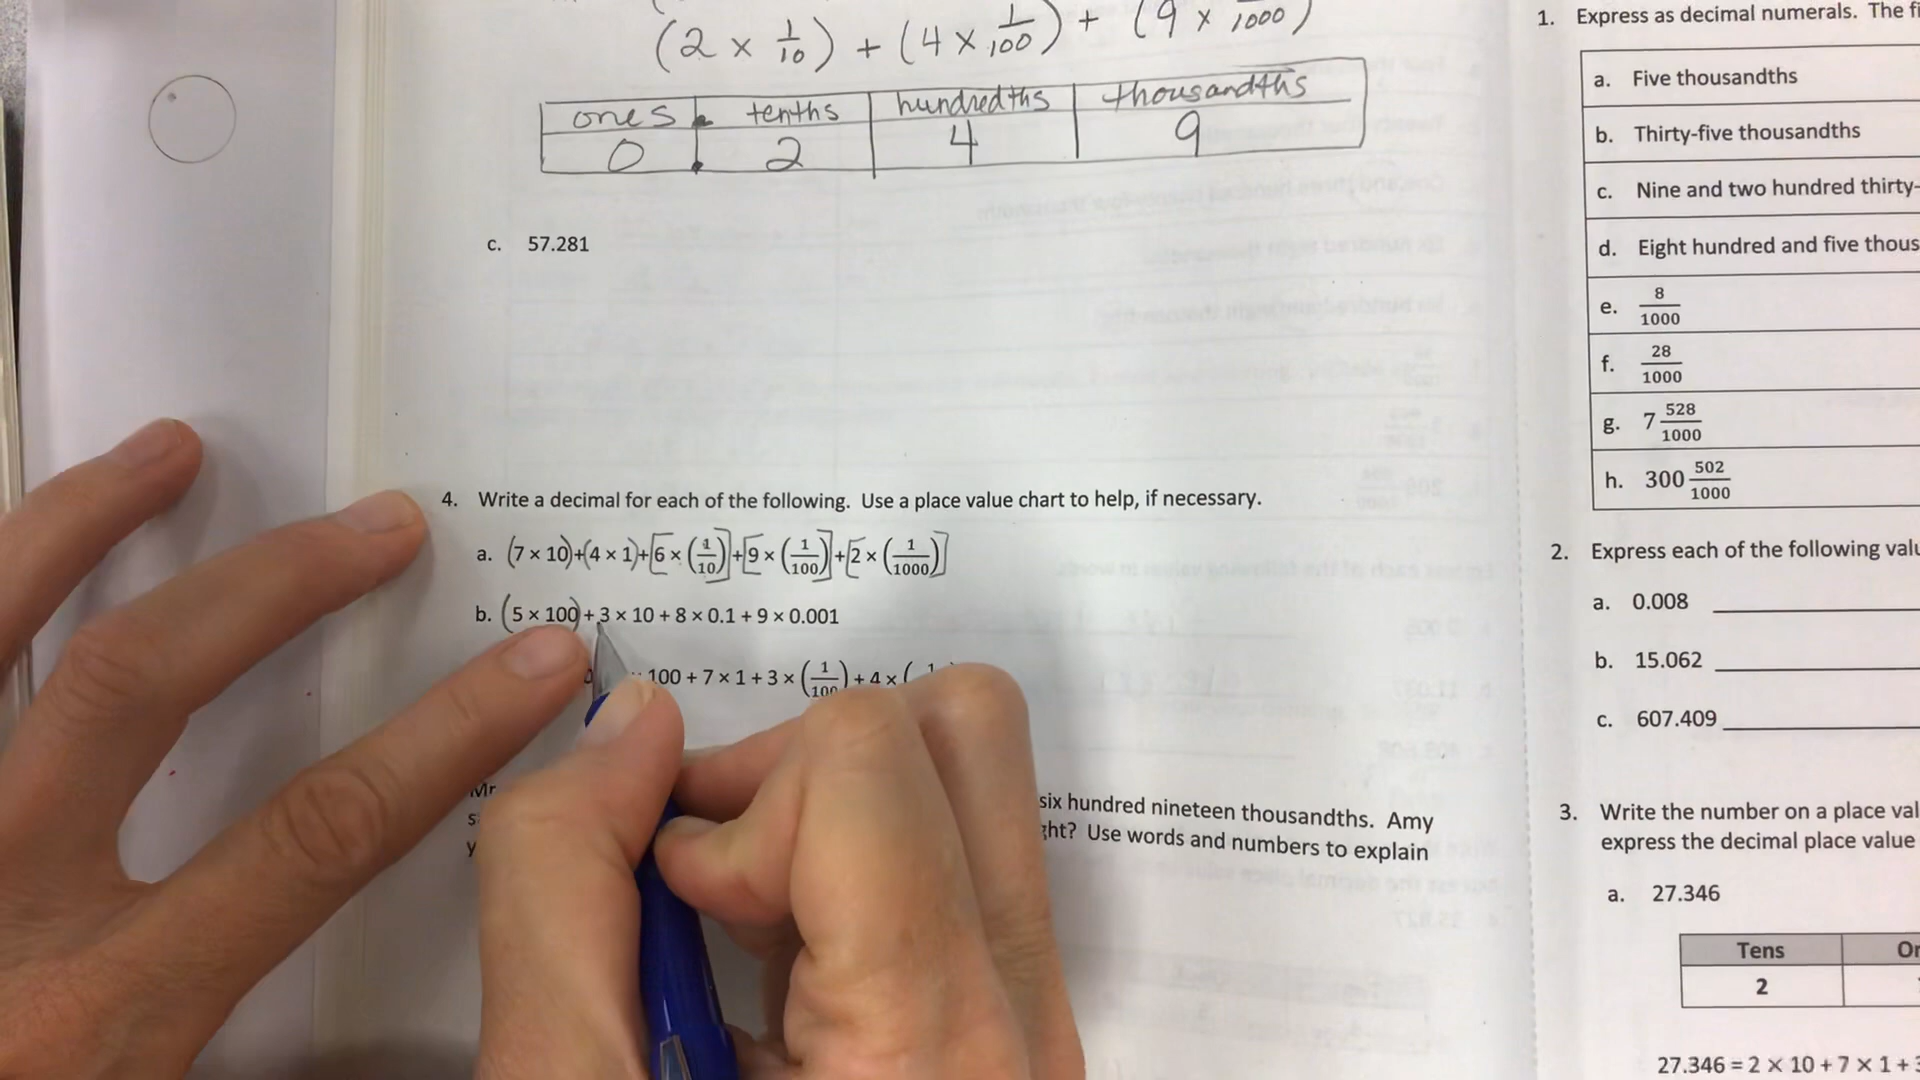 (2 × 1/10) + (4 × 1/100) + (9 × 1/1000)
ones . tenths hundredths thousandths
0 . 2 4 9
c. 57.281
4. Write a decimal for each of the following. Use a place value chart to help, if necessary.
a. (7 × 10)+(4 × 1)+[6 × (1/10)]+[9 × (1/100)]+[2 × (1/1000)]
b. (5 × 100)+3 × 10 + 8 × 0.1 + 9 × 0.001
100 + 7 × 1 + 3 × (1/100) + 4 × (
Mr
six hundred nineteen thousandths. Amy
Use words and numbers to explain
1. Express as decimal numerals. The
a. Five thousandths
b. Thirty-five thousandths
c. Nine and two hundred thirty-
d. Eight hundred and five thous
e. 8/1000
f. 28/1000
g. 7 528/1000
h. 300 502/1000
2. Express each of the following
a. 0.008
b. 15.062
c. 607.409
3. Write the number on a place val
express the decimal place value
a. 27.346
Tens
2
27.346 = 2 × 10 + 7 × 1 + 3